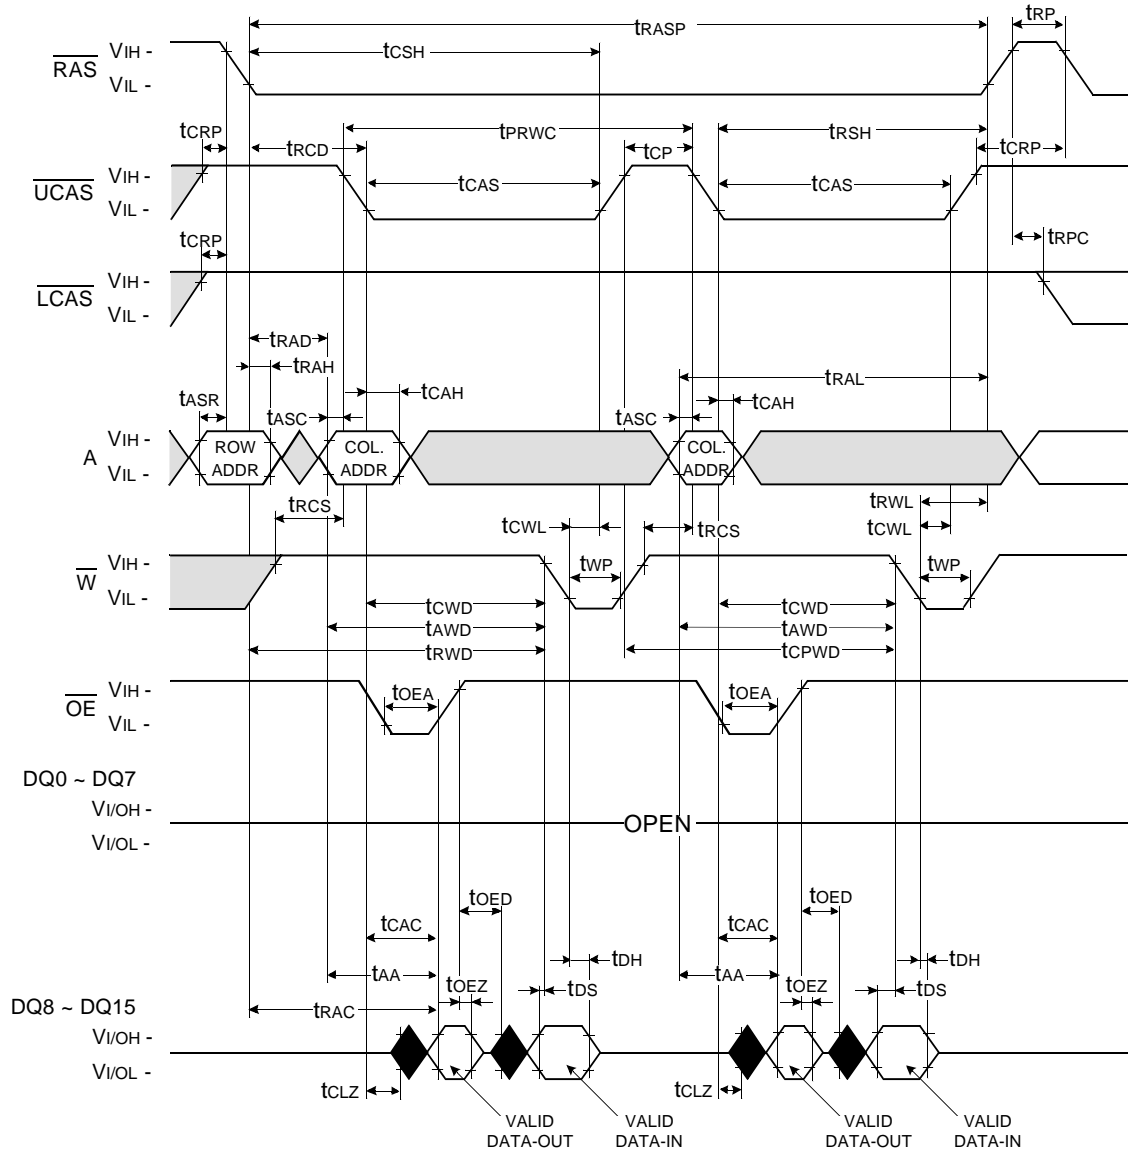 tRASP
tRP
tCSH
RAS
VIH -
VIL -
tCRP
tRCD
tPRWC
tCP
tRSH
tCRP
UCAS
VIH -
VIL -
tCAS
tCAS
tCRP
tRPC
LCAS
VIH -
VIL -
tRAD
tRAH
tASR
tASC
tCAH
tRAL
tASC
tCAH
A
VIH -
VIL -
ROW
ADDR
COL.
ADDR
COL.
ADDR
tRCS
tCWL
tRCS
tRWL
tCWL
W
VIH -
VIL -
tWP
tWP
tCWD
tCWD
tAWD
tAWD
tRWD
tCPWD
OE
VIH -
VIL -
tOEA
tOEA
DQ0 ~ DQ7
VI/OH -
VI/OL -
OPEN
tOED
tOED
tCAC
tCAC
tDH
tDH
tAA
tAA
tOEZ
tOEZ
tDS
tDS
tRAC
DQ8 ~ DQ15
VI/OH -
VI/OL -
tCLZ
tCLZ
VALID
DATA-OUT
VALID
DATA-IN
VALID
DATA-OUT
VALID
DATA-IN